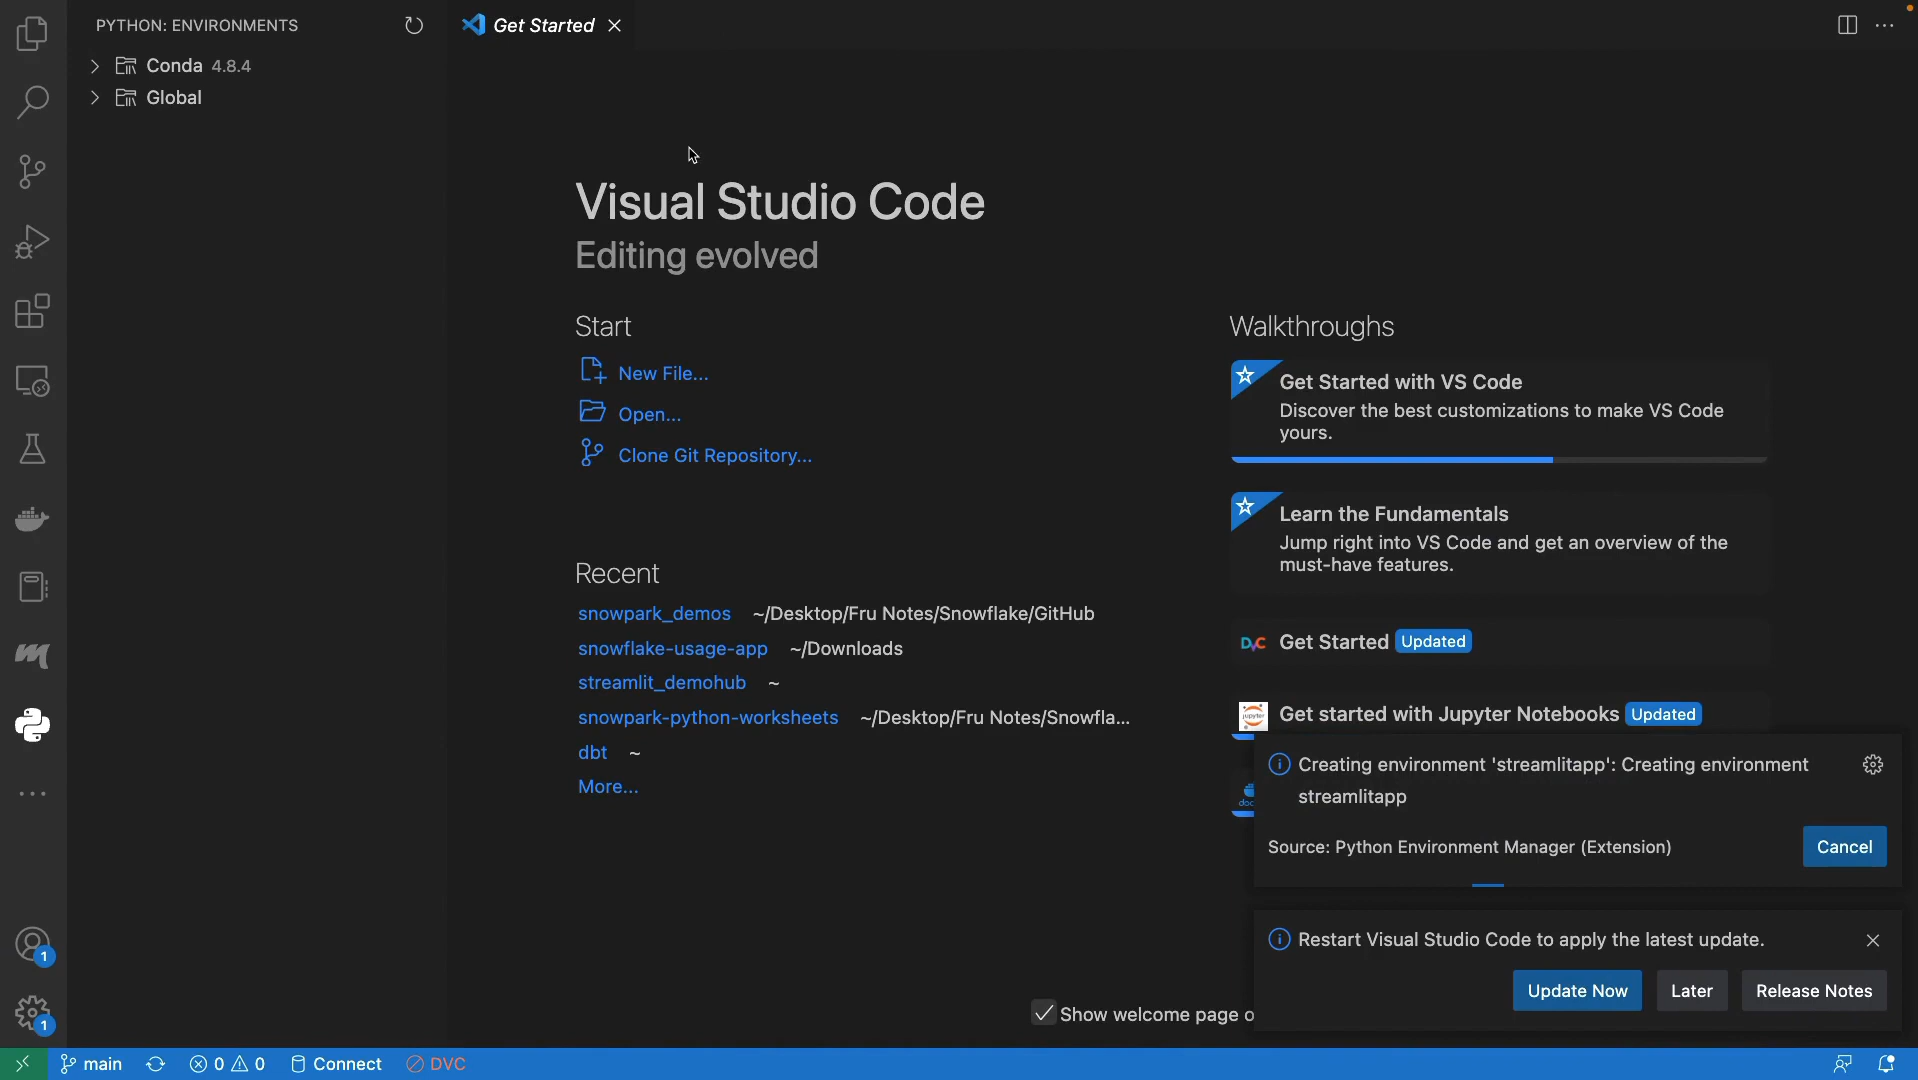 PYTHON: ENVIRONMENTS
Conda 4.8.4
Global
Get Started
Visual Studio Code
Editing evolved
Start
New File...
Open...
Clone Git Repository...
Recent
snowpark_demos ~/Desktop/Fru Notes/Snowflake/GitHub
snowflake-usage-app ~/Downloads
streamlit_demohub ~
snowpark-python-worksheets ~/Desktop/Fru Notes/Snowfla...
dbt ~
More...
Walkthroughs
Get Started with VS Code
Discover the best customizations to make VS Code
yours.
Learn the Fundamentals
Jump right into VS Code and get an overview of the
must-have features.
DVC Get Started Updated
jupyter Get started with Jupyter Notebooks Updated
Creating environment 'streamlitapp': Creating environment
streamlitapp
Source: Python Environment Manager (Extension)
Cancel
Restart Visual Studio Code to apply the latest update.
Update Now
Later
Release Notes
Show welcome page o
1
1
main
0
0
Connect
DVC